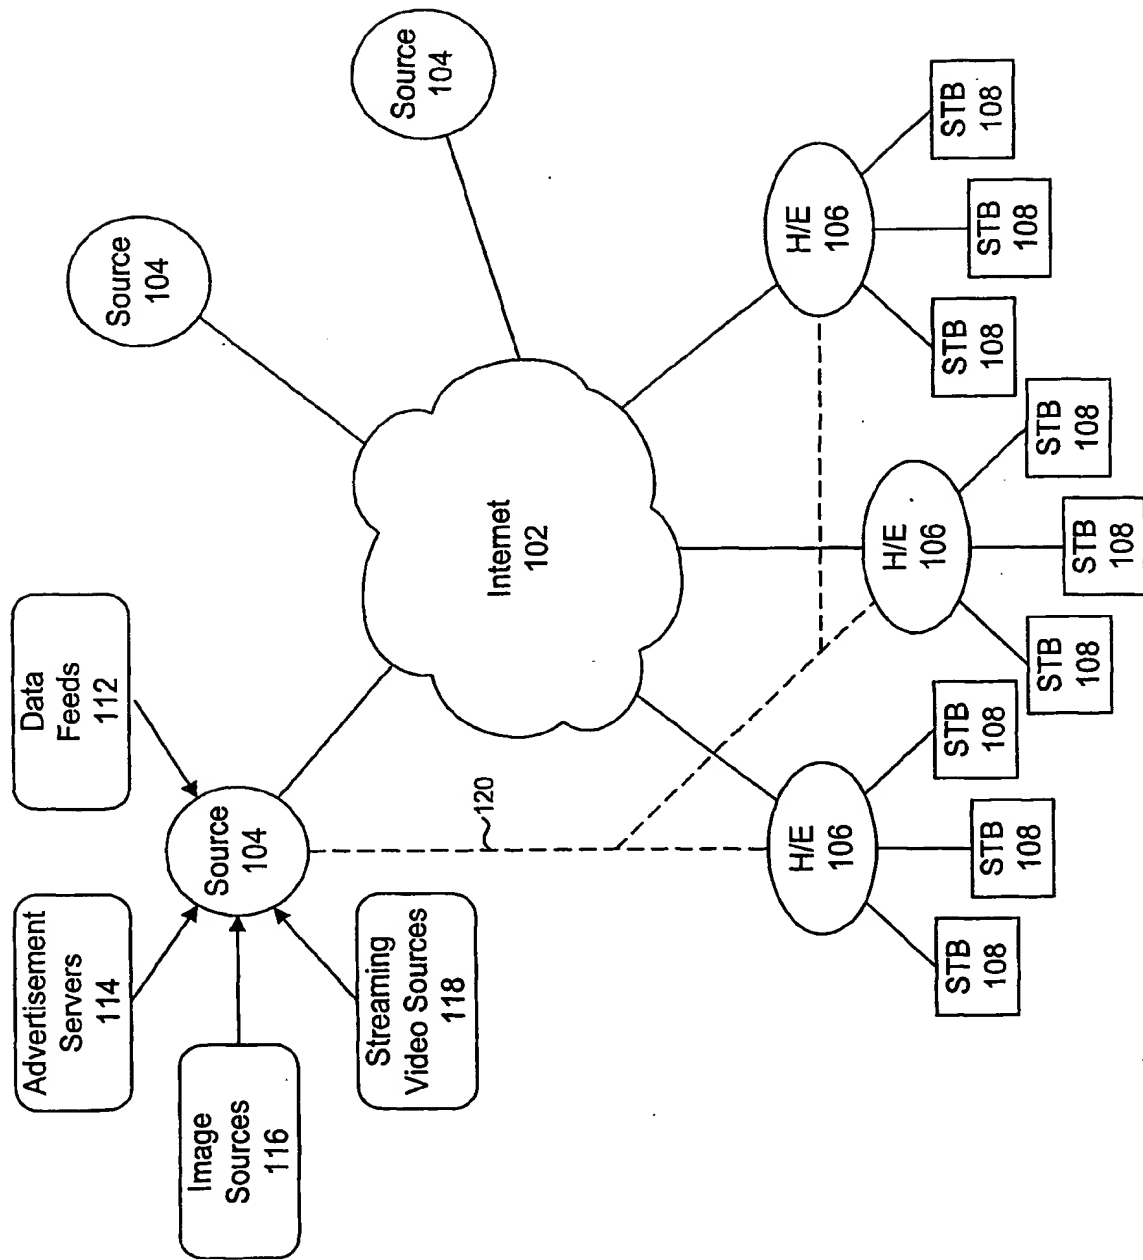 Data
Feeds
112
Advertisement
Servers
114
Image
Sources
116
Streaming
Video Sources
118
Source
104
Source
104
Source
104
120
Internet
102
H/E
106
H/E
106
H/E
106
STB
108
STB
108
STB
108
STB
108
STB
108
STB
108
STB
108
STB
108
STB
108